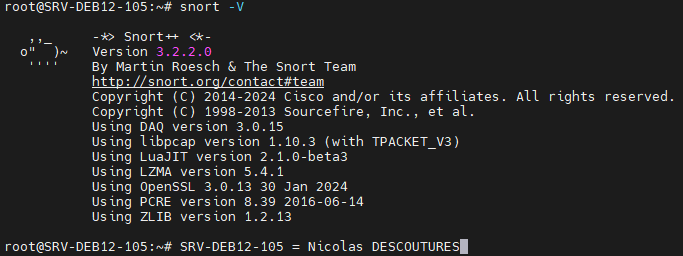 root@SRV-DEB12-105:~# snort -V
,,_ -*> Snort++ <*-
o" )~ Version 3.2.2.0
'''' By Martin Roesch & The Snort Team
http://snort.org/contact#team
Copyright (C) 2014-2024 Cisco and/or its affiliates. All rights reserved.
Copyright (C) 1998-2013 Sourcefire, Inc., et al.
Using DAQ version 3.0.15
Using libpcap version 1.10.3 (with TPACKET_V3)
Using LuaJIT version 2.1.0-beta3
Using LZMA version 5.4.1
Using OpenSSL 3.0.13 30 Jan 2024
Using PCRE version 8.39 2016-06-14
Using ZLIB version 1.2.13
root@SRV-DEB12-105:~# SRV-DEB12-105 = Nicolas DESCOUTURES